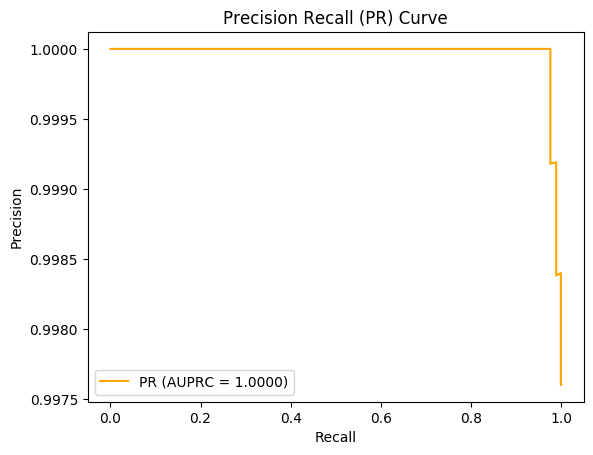 Precision Recall (PR) Curve
1.0000
0.9995
0.9990
0.9985
0.9980
0.9975
Precision
PR (AUPRC = 1.0000)
0.0 0.2 0.4 0.6 0.8 1.0
Recall